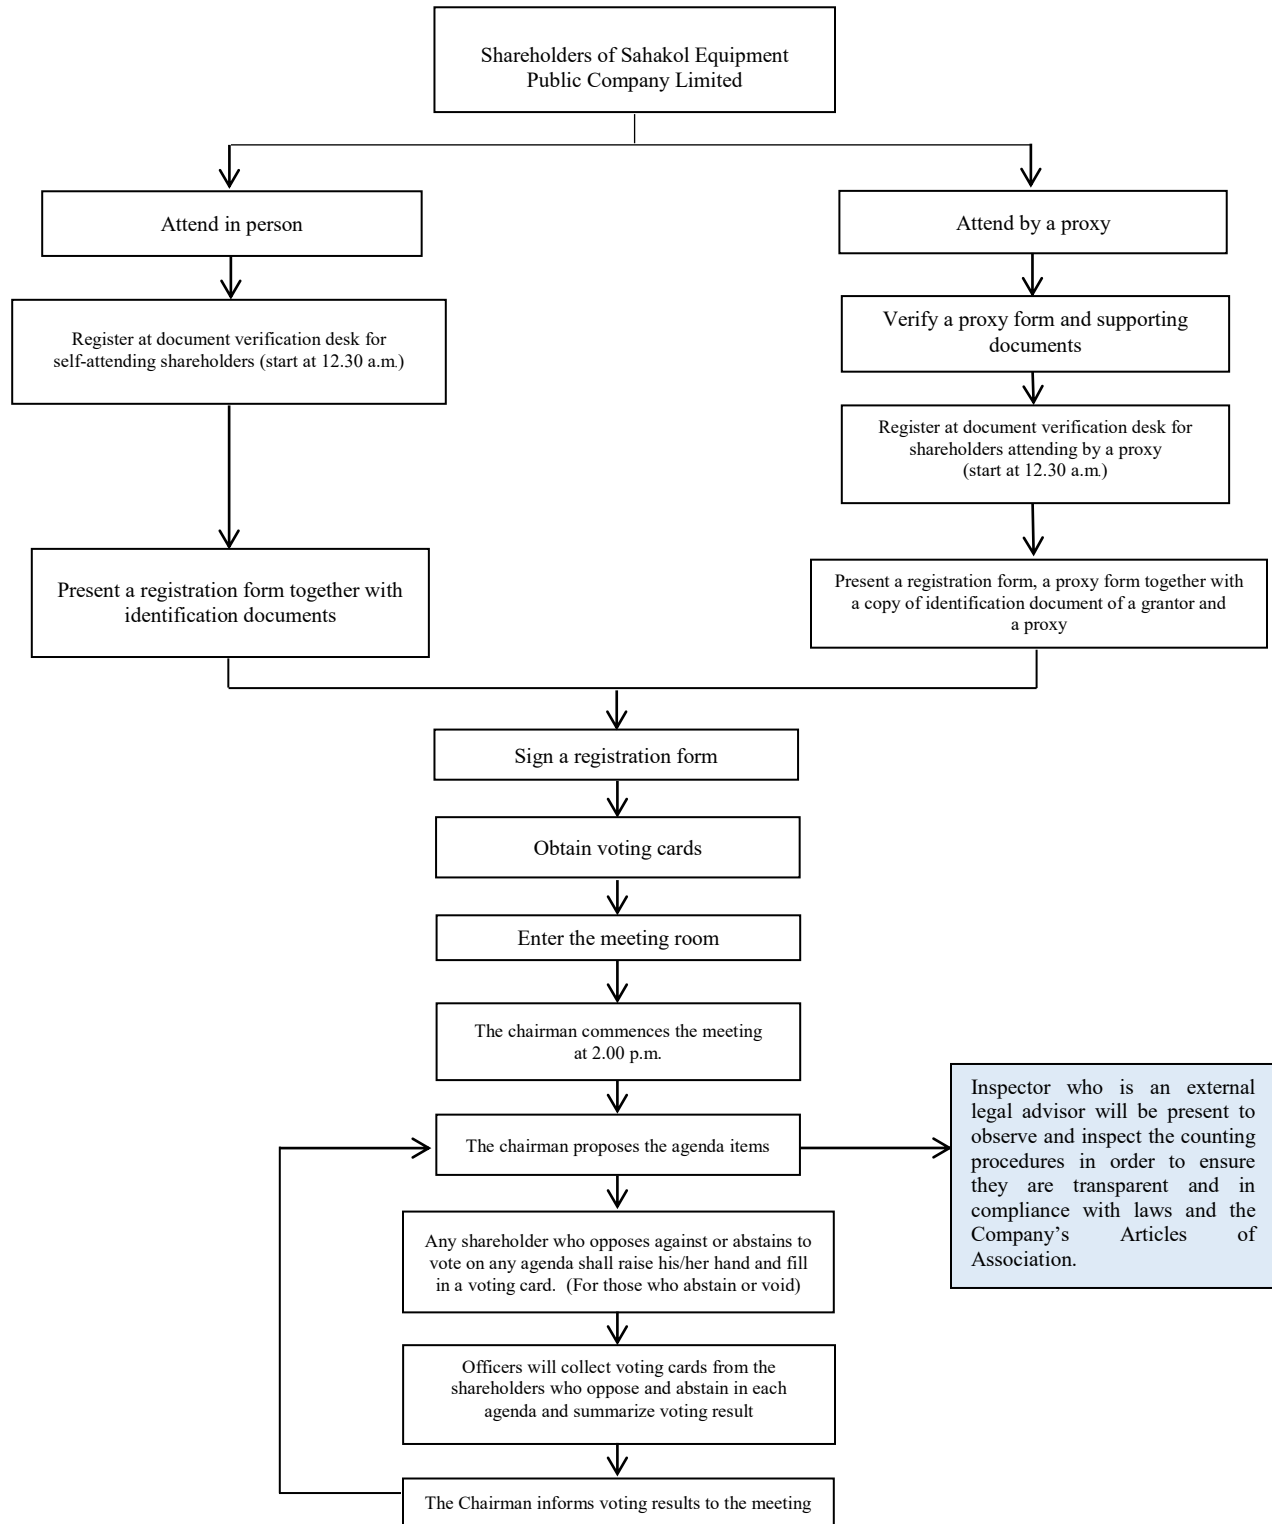 Shareholders of Sahakol Equipment
Public Company Limited
Attend in person
Attend by a proxy
Register at document verification desk for
self-attending shareholders (start at 12.30 a.m.)
Verify a proxy form and supporting
documents
Register at document verification desk for
shareholders attending by a proxy
(start at 12.30 a.m.)
Present a registration form together with
identification documents
Present a registration form, a proxy form together with
a copy of identification document of a grantor and
a proxy
Sign a registration form
Obtain voting cards
Enter the meeting room
The chairman commences the meeting
at 2.00 p.m.
The chairman proposes the agenda items
Inspector who is an external
legal advisor will be present to
observe and inspect the counting
procedures in order to ensure
they are transparent and in
compliance with laws and the
Company’s Articles of
Association.
Any shareholder who opposes against or abstains to
vote on any agenda shall raise his/her hand and fill
in a voting card.  (For those who abstain or void)
Officers will collect voting cards from the
shareholders who oppose and abstain in each
agenda and summarize voting result
The Chairman informs voting results to the meeting